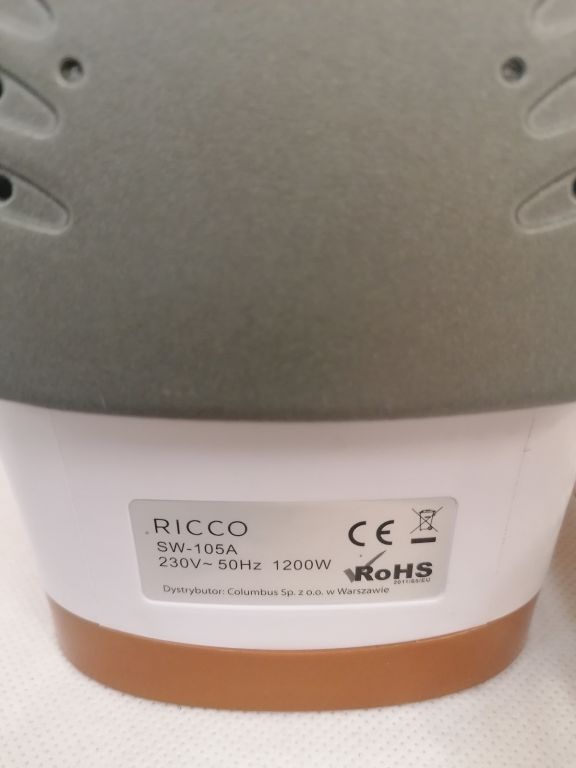 RICCO
SW-105A
230V~ 50Hz 1200W
CE
RoHS
2011/65/EU
Dystrybutor: Columbus Sp. z o.o. w Warszawie